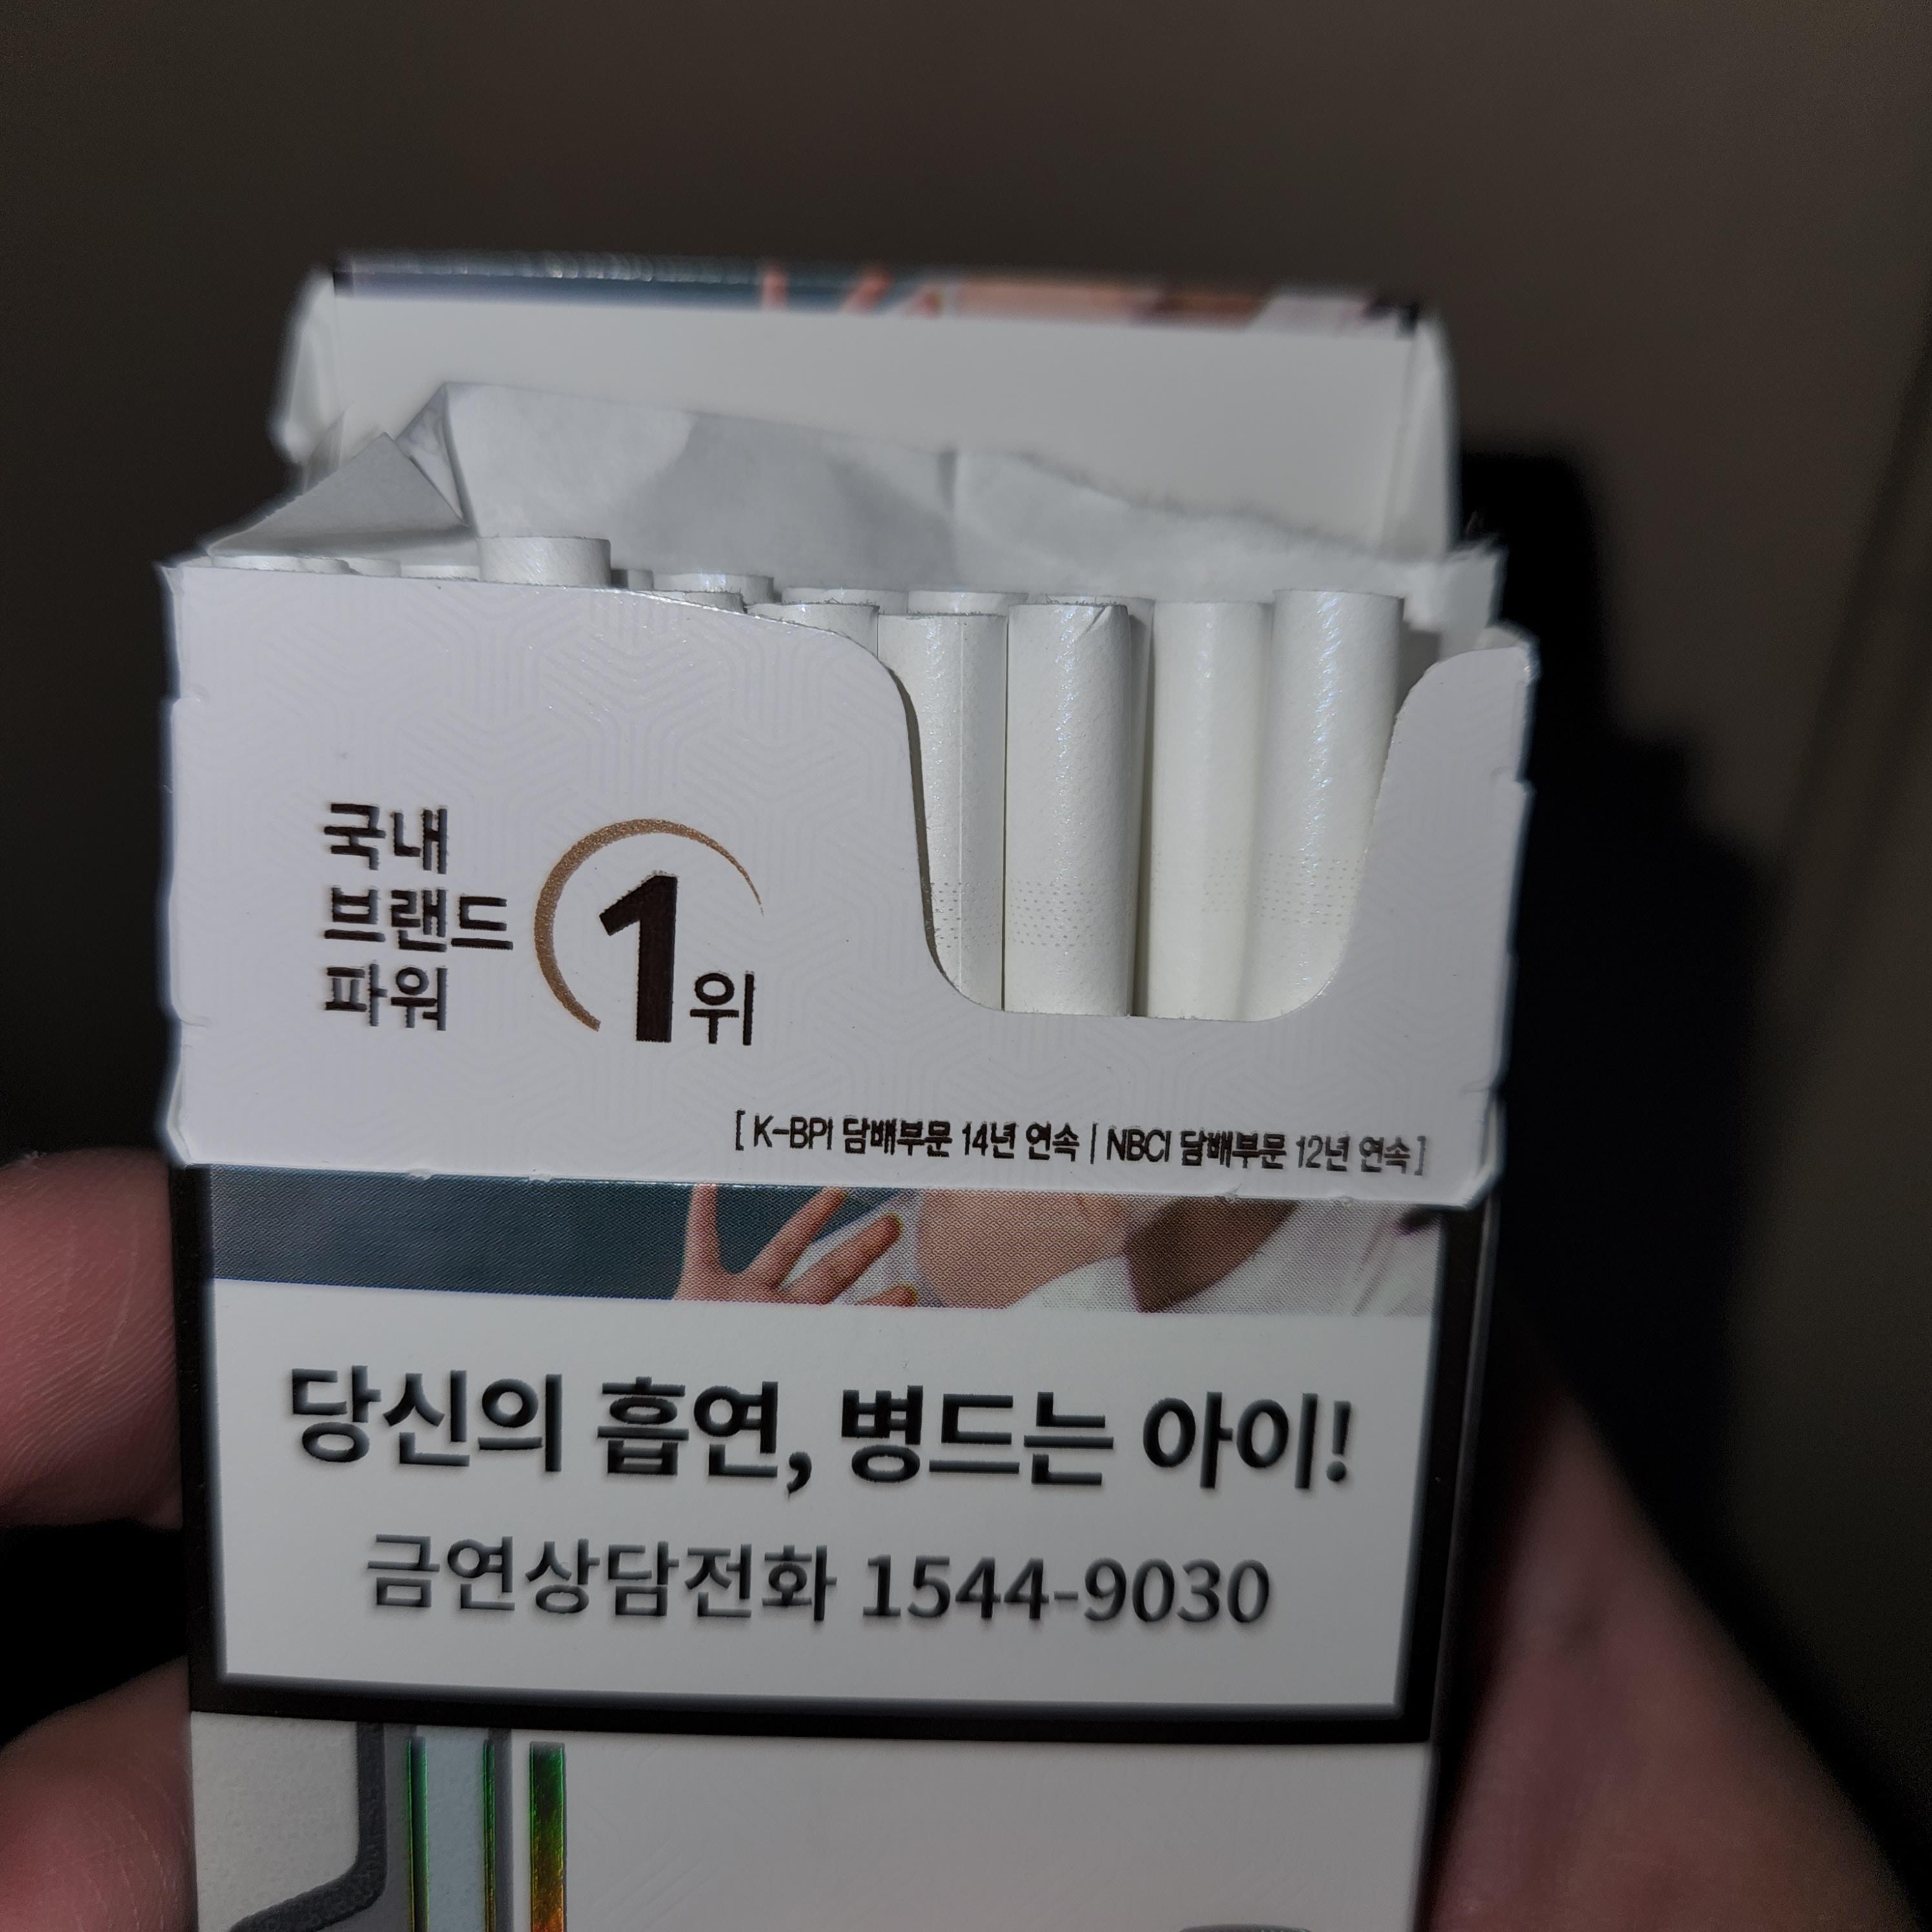 국내
브랜드
파워
1위
[ K-BPI 담배부문 14년 연속 | NBCI 담배부문 12년 연속 ]
당신의 흡연, 병드는 아이!
금연상담전화 1544-9030